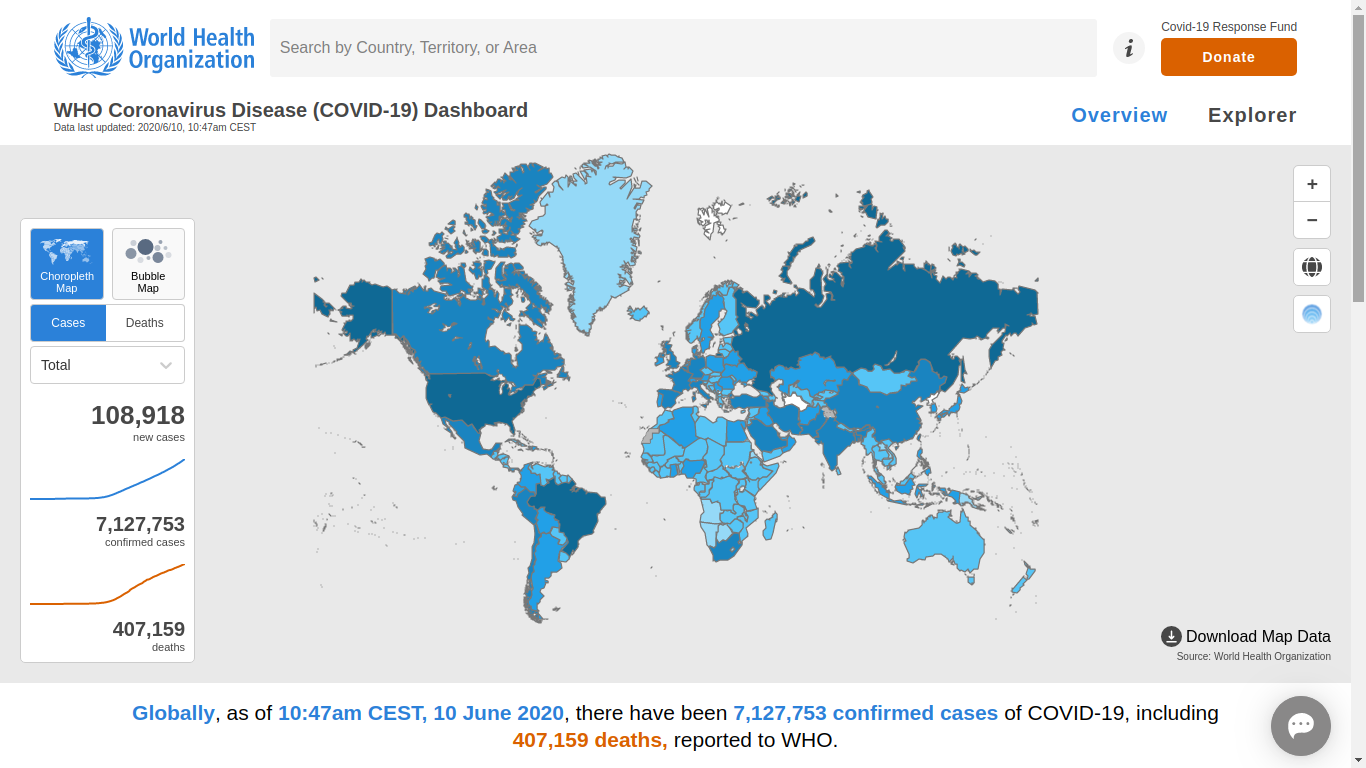 World Health
Organization
Search by Country, Territory, or Area
i
Covid-19 Response Fund
Donate
WHO Coronavirus Disease (COVID-19) Dashboard
Data last updated: 2020/6/10, 10:47am CEST
Overview
Explorer
+
−
Choropleth
Map
Bubble
Map
Cases
Deaths
Total
108,918
new cases
7,127,753
confirmed cases
407,159
deaths
Download Map Data
Source: World Health Organization
Globally, as of 10:47am CEST, 10 June 2020, there have been 7,127,753 confirmed cases of COVID-19, including
407,159 deaths, reported to WHO.